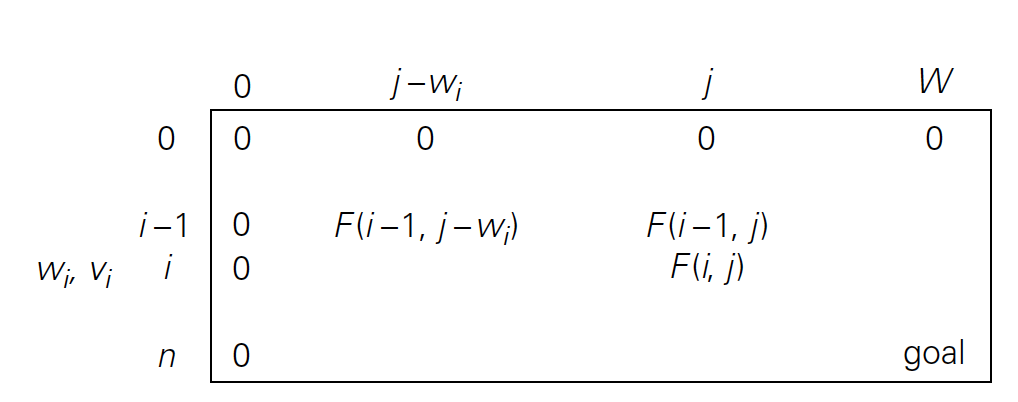 0 j–wi j W
0 0 0 0 0
i–1 0 F(i–1, j–wi) F(i–1, j)
wi, vi i 0 F(i, j)
n 0 goal